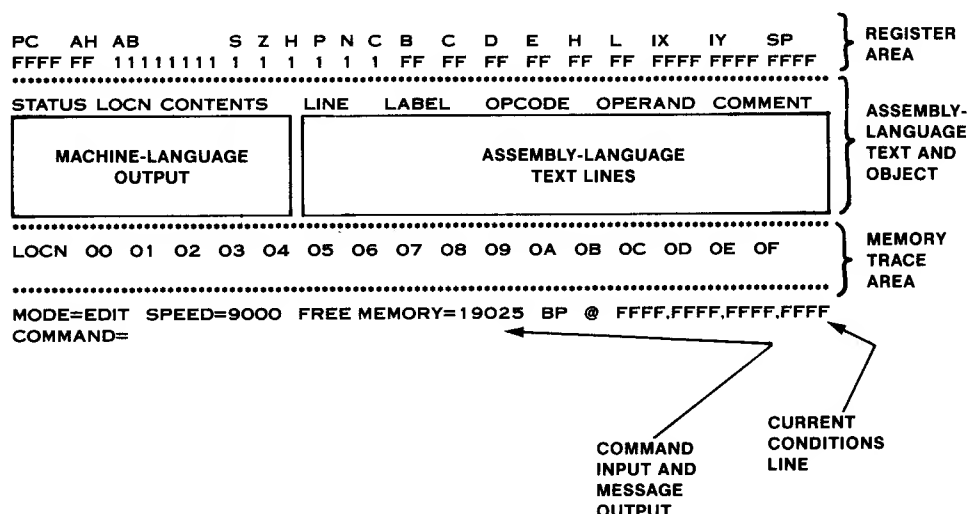 PC AH AB S Z H P N C B C D E H L IX IY SP
FFFF FF 11111111 1 1 1 1 1 1 FF FF FF FF FF FF FFFF FFFF FFFF
REGISTER
AREA
STATUS LOCN CONTENTS LINE LABEL OPCODE OPERAND COMMENT
MACHINE-LANGUAGE
OUTPUT
ASSEMBLY-LANGUAGE
TEXT LINES
ASSEMBLY-
LANGUAGE
TEXT AND
OBJECT
LOCN 00 01 02 03 04 05 06 07 08 09 0A 0B 0C 0D 0E 0F
MEMORY
TRACE
AREA
MODE=EDIT SPEED=9000 FREE MEMORY=19025 BP @ FFFF,FFFF,FFFF,FFFF
COMMAND=
COMMAND
INPUT AND
MESSAGE
OUTPUT
CURRENT
CONDITIONS
LINE